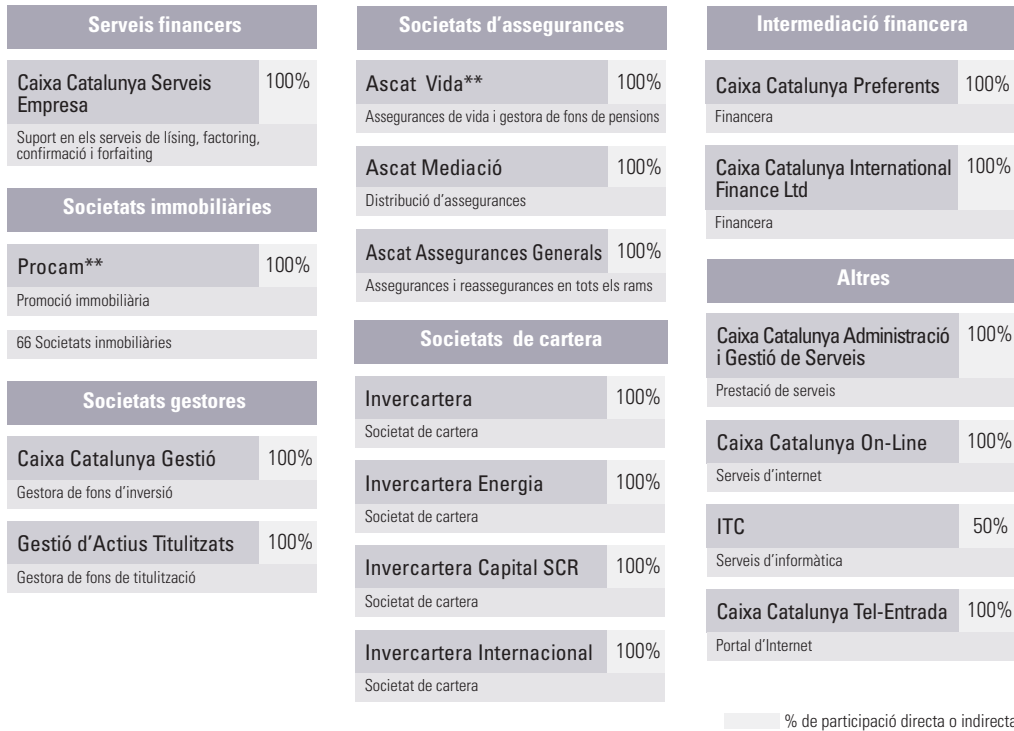 Serveis financers
Caixa Catalunya Serveis
Empresa
100%
Suport en els serveis de lísing, factoring,
confirmació i forfaiting
Societats immobiliàries
Procam**
100%
Promoció immobiliària
66 Societats inmobiliàries
Societats gestores
Caixa Catalunya Gestió
100%
Gestora de fons d'inversió
Gestió d'Actius Titulitzats
100%
Gestora de fons de titulització
Societats d'assegurances
Ascat Vida**
100%
Assegurances de vida i gestora de fons de pensions
Ascat Mediació
100%
Distribució d'assegurances
Ascat Assegurances Generals
100%
Assegurances i reassegurances en tots els rams
Societats de cartera
Invercartera
100%
Societat de cartera
Invercartera Energia
100%
Societat de cartera
Invercartera Capital SCR
100%
Societat de cartera
Invercartera Internacional
100%
Societat de cartera
Intermediació financera
Caixa Catalunya Preferents
100%
Financera
Caixa Catalunya International
Finance Ltd
100%
Financera
Altres
Caixa Catalunya Administració
i Gestió de Serveis
100%
Prestació de serveis
Caixa Catalunya On-Line
100%
Serveis d'internet
ITC
50%
Serveis d'informàtica
Caixa Catalunya Tel-Entrada
100%
Portal d'Internet
% de participació directa o indirecta